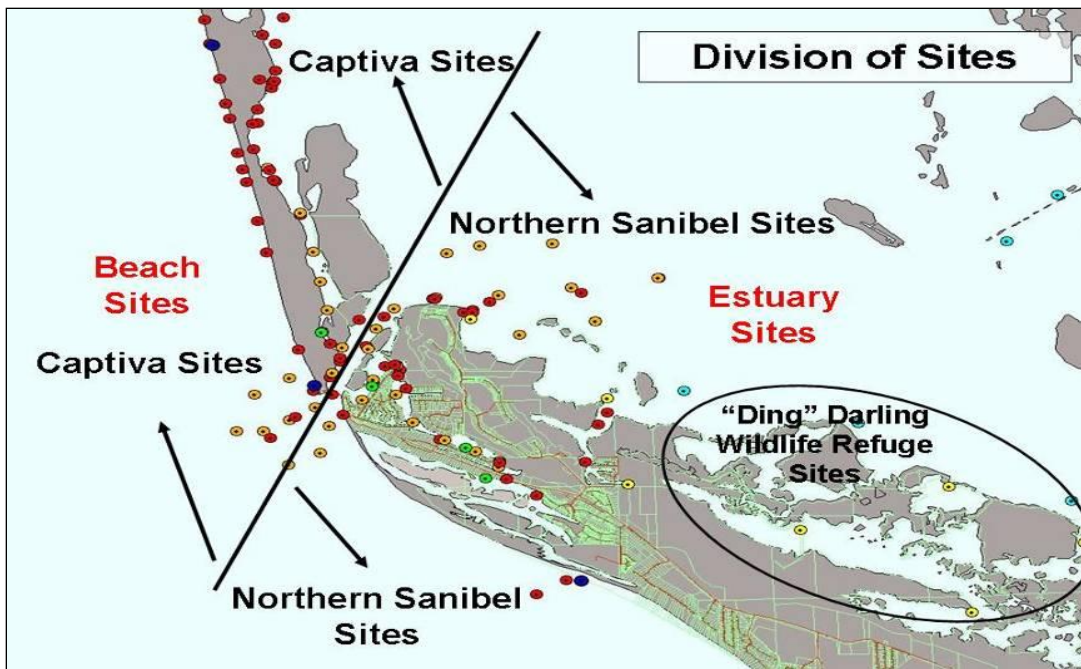 Division of Sites
Captiva Sites
Northern Sanibel Sites
Beach
Sites
Estuary
Sites
Captiva Sites
“Ding” Darling
Wildlife Refuge
Sites
Northern Sanibel
Sites